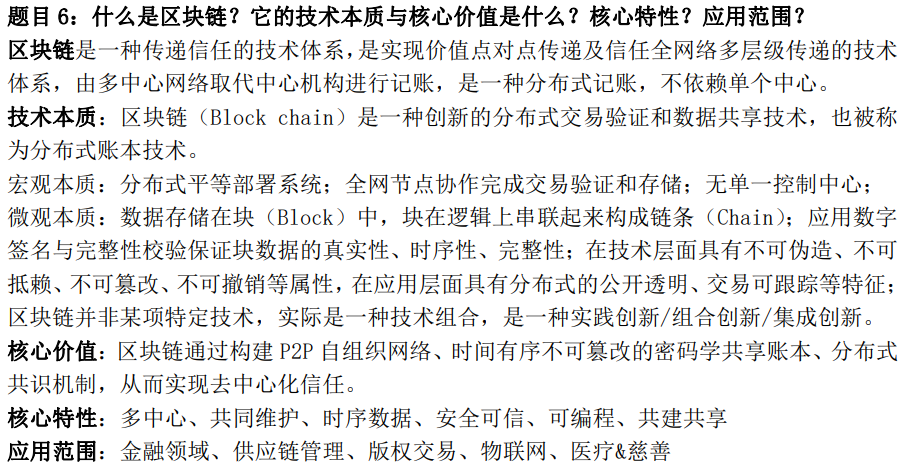 题目 6：什么是区块链？它的技术本质与核心价值是什么？核心特性？应用范围？
区块链是一种传递信任的技术体系，是实现价值点对点传递及信任全网络多层级传递的技术
体系，由多中心网络取代中心机构进行记账，是一种分布式记账，不依赖单个中心。
技术本质：区块链（Block chain）是一种创新的分布式交易验证和数据共享技术，也被称
为分布式账本技术。
宏观本质：分布式平等部署系统；全网节点协作完成交易验证和存储；无单一控制中心；
微观本质：数据存储在块（Block）中，块在逻辑上串联起来构成链条（Chain）；应用数字
签名与完整性校验保证块数据的真实性、时序性、完整性；在技术层面具有不可伪造、不可
抵赖、不可篡改、不可撤销等属性，在应用层面具有分布式的公开透明、交易可跟踪等特征；
区块链并非某项特定技术，实际是一种技术组合，是一种实践创新/组合创新/集成创新。
核心价值：区块链通过构建 P2P 自组织网络、时间有序不可篡改的密码学共享账本、分布式
共识机制，从而实现去中心化信任。
核心特性：多中心、共同维护、时序数据、安全可信、可编程、共建共享
应用范围：金融领域、供应链管理、版权交易、物联网、医疗&慈善